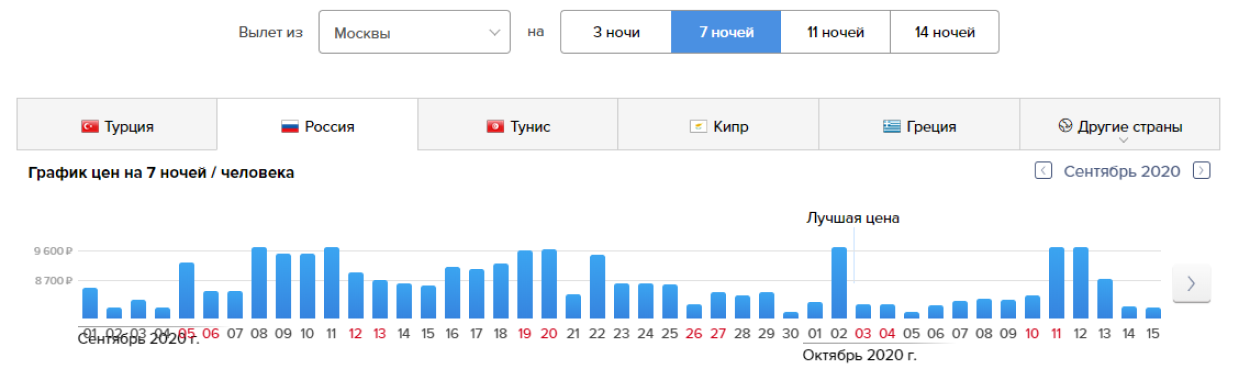 Вылет из Москвы на 3 ночи 7 ночей 11 ночей 14 ночей
Турция Россия Тунис Кипр Греция Другие страны
График цен на 7 ночей / человека Сентябрь 2020
Лучшая цена
9 600 ₽
8 700 ₽
01 02 03 04 05 06 07 08 09 10 11 12 13 14 15 16 17 18 19 20 21 22 23 24 25 26 27 28 29 30 01 02 03 04 05 06 07 08 09 10 11 12 13 14 15
Сентябрь 2020 г.
Октябрь 2020 г.